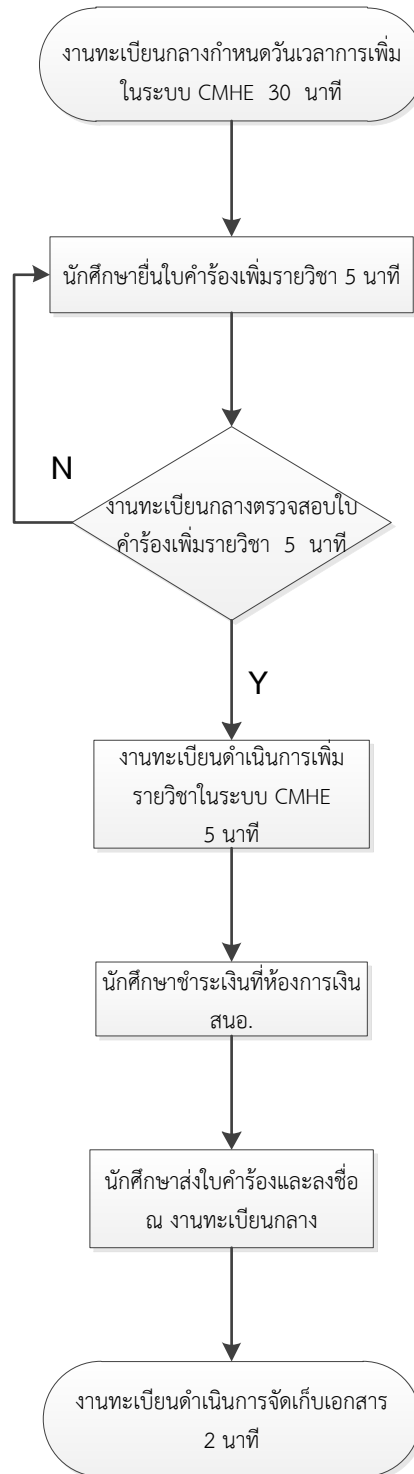 งานทะเบียนกลางกำหนดวันเวลาการเพิ่ม
ในระบบ CMHE 30 นาที
นักศึกษายื่นใบคำร้องเพิ่มรายวิชา 5 นาที
N
งานทะเบียนกลางตรวจสอบใบ
คำร้องเพิ่มรายวิชา 5 นาที
Y
งานทะเบียนดำเนินการเพิ่ม
รายวิชาในระบบ CMHE
5 นาที
นักศึกษาชำระเงินที่ห้องการเงิน
สนอ.
นักศึกษาส่งใบคำร้องและลงชื่อ
ณ งานทะเบียนกลาง
งานทะเบียนดำเนินการจัดเก็บเอกสาร
2 นาที